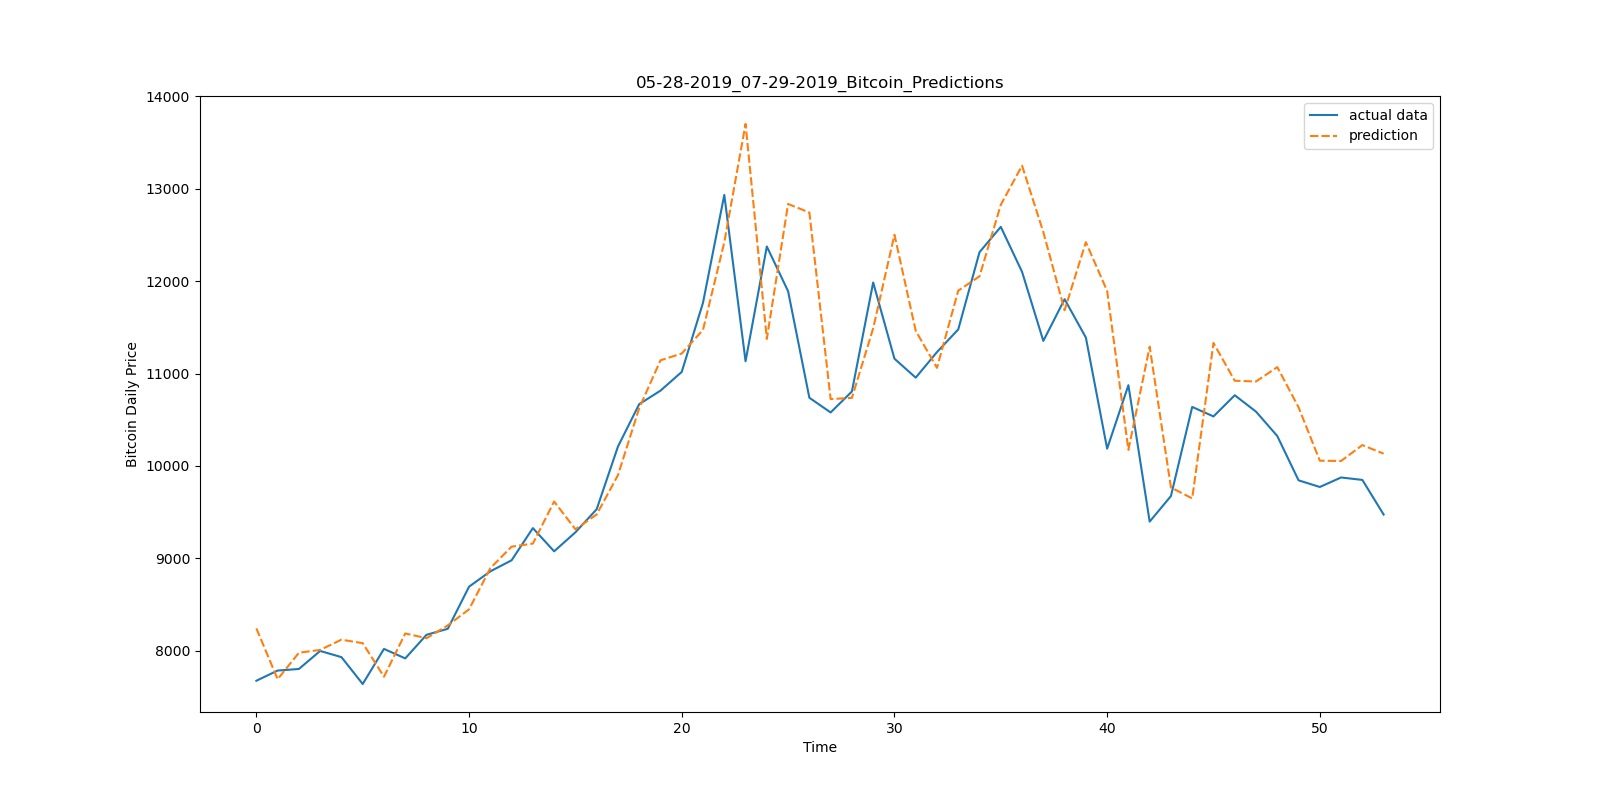 05-28-2019_07-29-2019_Bitcoin_Predictions
14000
13000
12000
11000
10000
9000
8000
Bitcoin Daily Price
actual data
prediction
0 10 20 30 40 50
Time